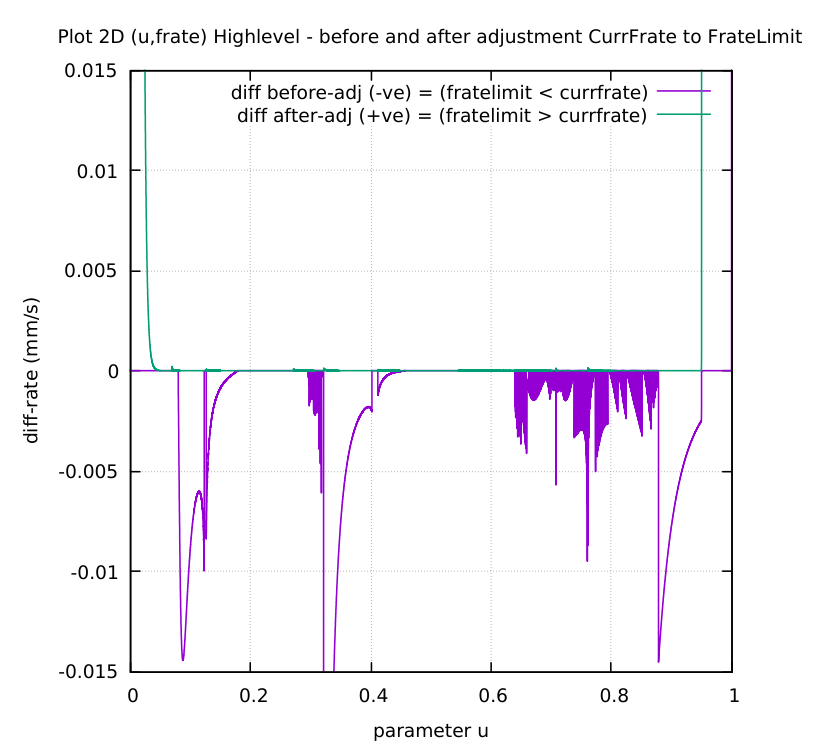 Plot 2D (u,frate) Highlevel - before and after adjustment CurrFrate to FrateLimit
diff before-adj (-ve) = (fratelimit < currfrate)
diff after-adj (+ve) = (fratelimit > currfrate)
0.015
0.01
0.005
0
-0.005
-0.01
-0.015
diff-rate (mm/s)
0 0.2 0.4 0.6 0.8 1
parameter u